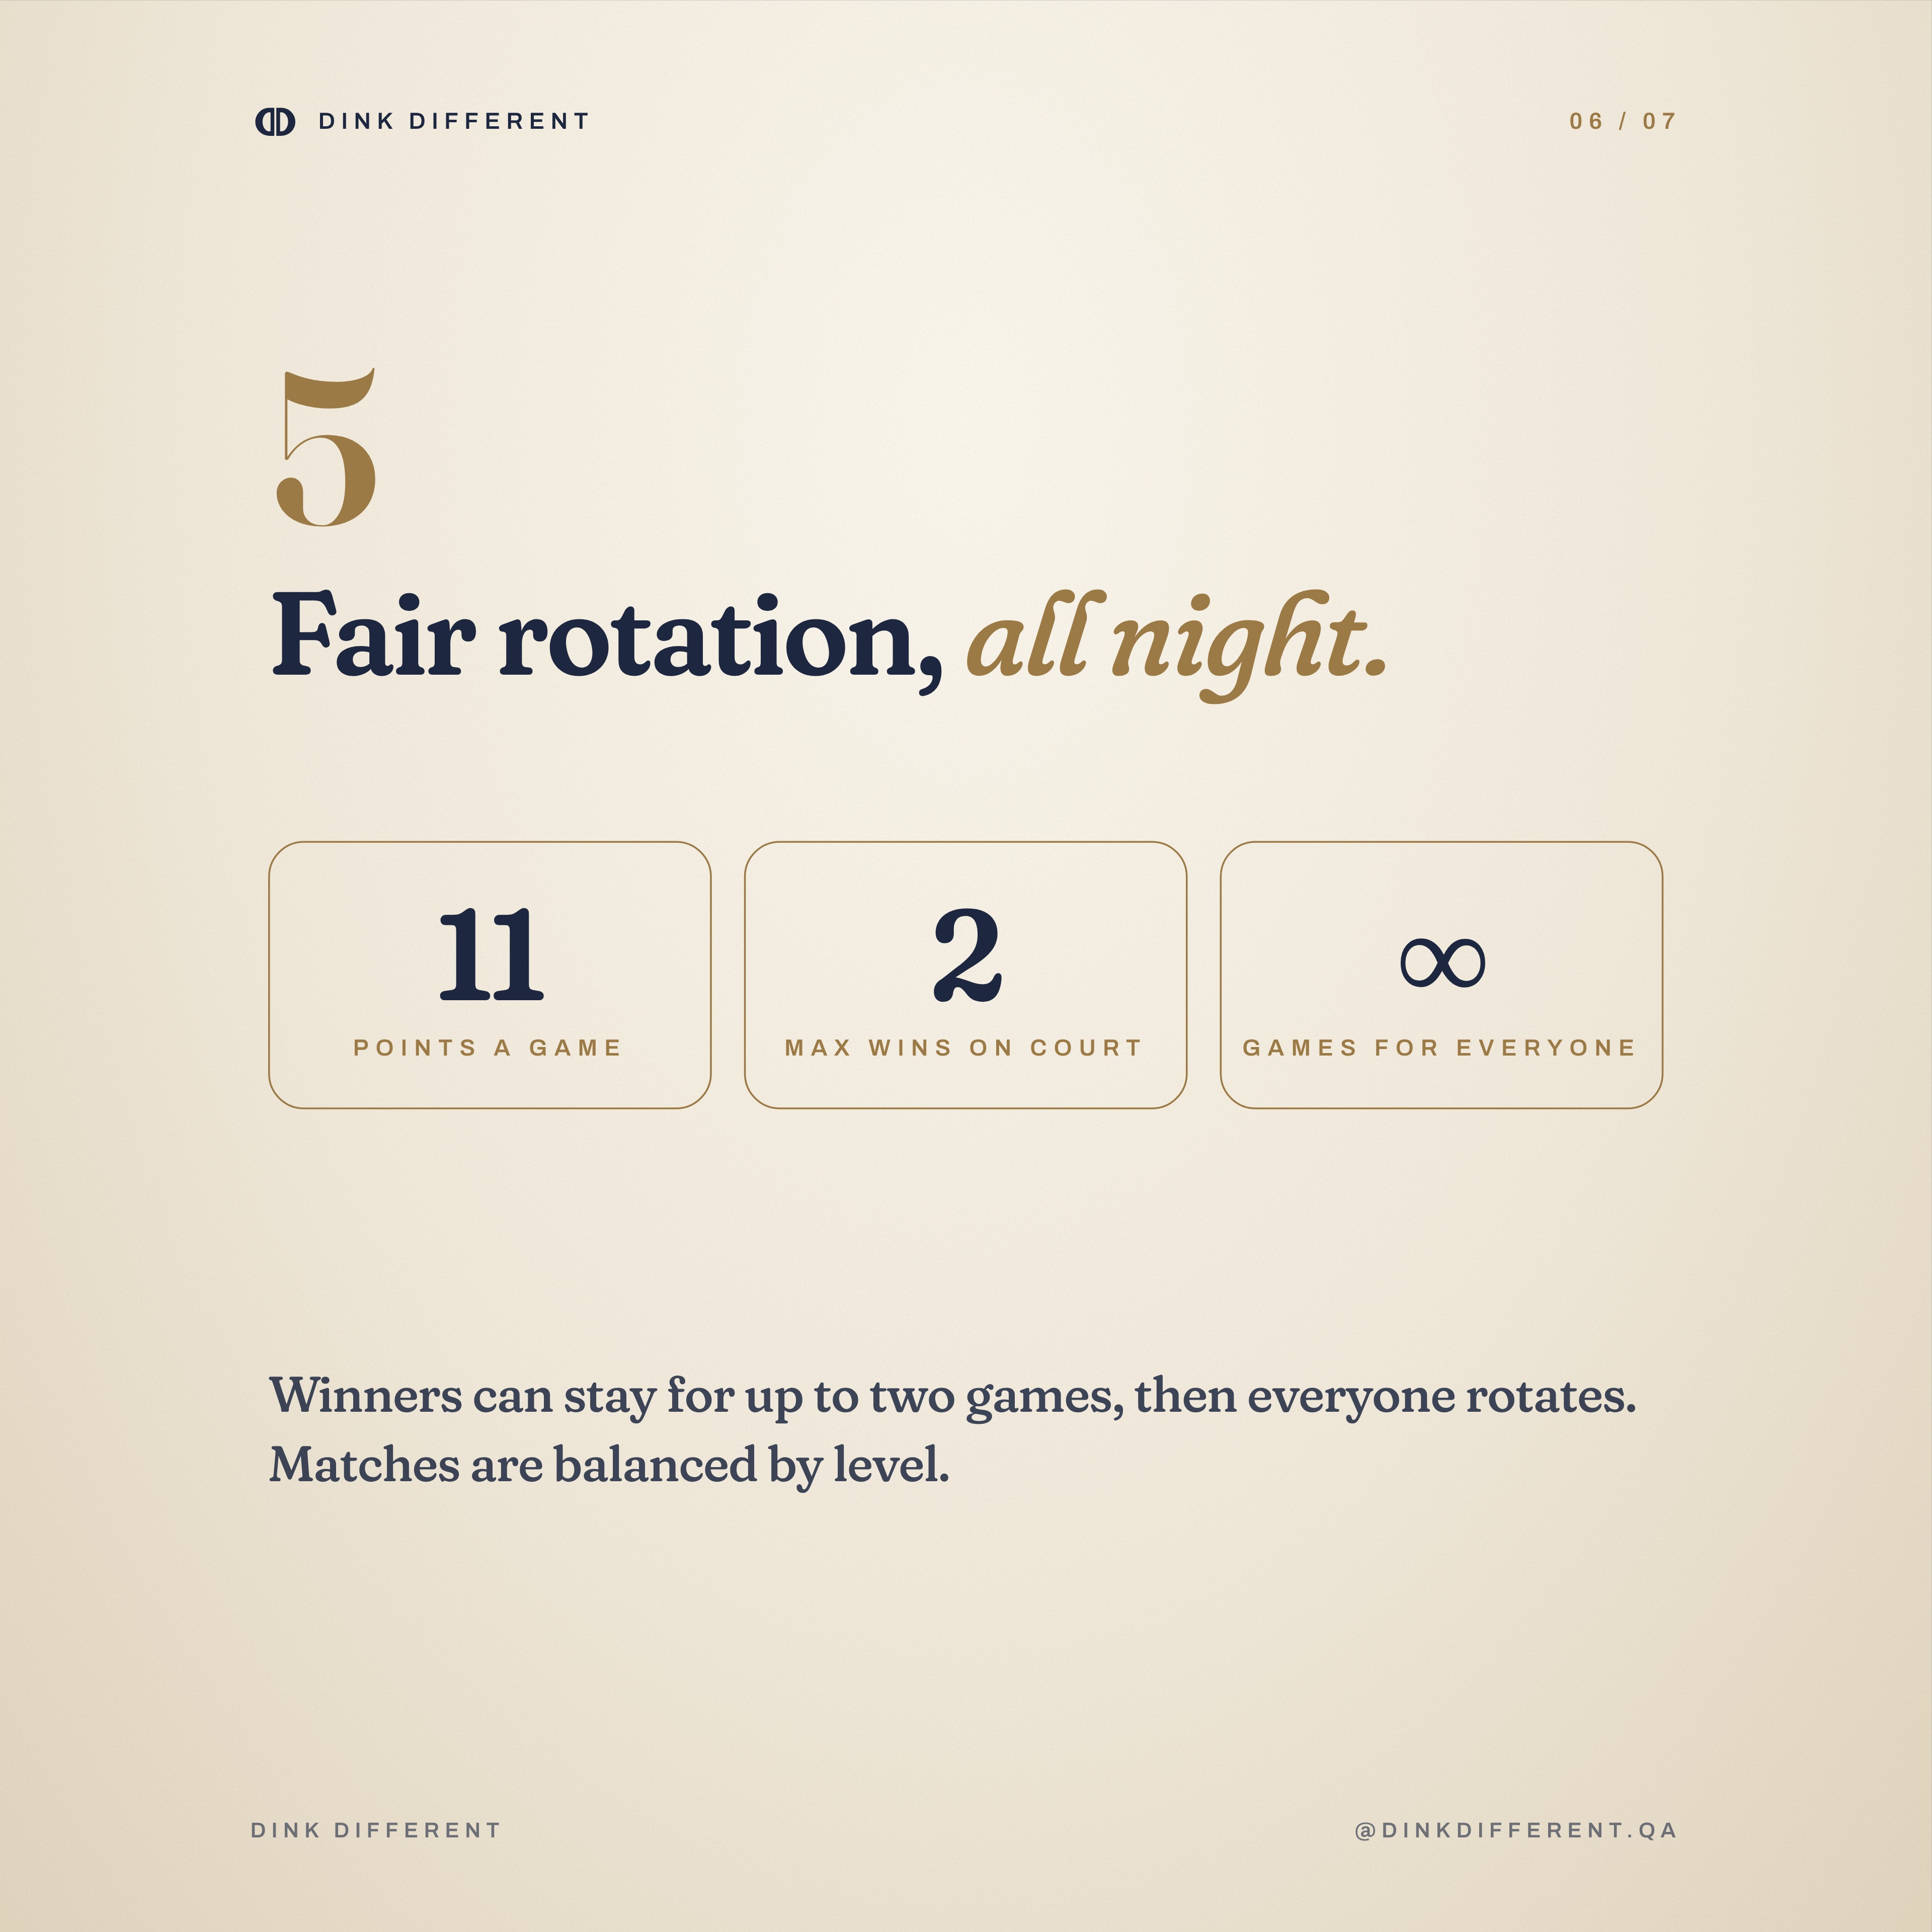 DINK DIFFERENT
06 / 07
5
Fair rotation, all night.
11
POINTS A GAME
2
MAX WINS ON COURT
∞
GAMES FOR EVERYONE
Winners can stay for up to two games, then everyone rotates.
Matches are balanced by level.
DINK DIFFERENT
@DINKDIFFERENT.QA